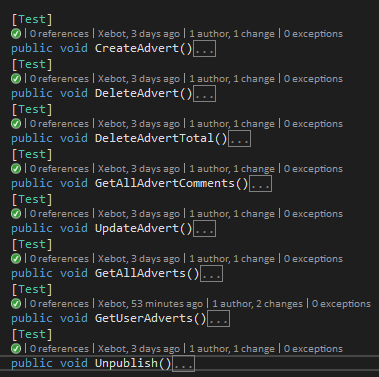 [Test]
0 references | Xebot, 3 days ago | 1 author, 1 change | 0 exceptions
public void CreateAdvert()...
[Test]
0 references | Xebot, 3 days ago | 1 author, 1 change | 0 exceptions
public void DeleteAdvert()...
[Test]
0 references | Xebot, 3 days ago | 1 author, 1 change | 0 exceptions
public void DeleteAdvertTotal()...
[Test]
0 references | Xebot, 3 days ago | 1 author, 1 change | 0 exceptions
public void GetAllAdvertComments()...
[Test]
0 references | Xebot, 3 days ago | 1 author, 1 change | 0 exceptions
public void UpdateAdvert()...
[Test]
0 references | Xebot, 3 days ago | 1 author, 1 change | 0 exceptions
public void GetAllAdverts()...
[Test]
0 references | Xebot, 53 minutes ago | 1 author, 2 changes | 0 exceptions
public void GetUserAdverts()...
[Test]
0 references | Xebot, 3 days ago | 1 author, 1 change | 0 exceptions
public void Unpublish()...